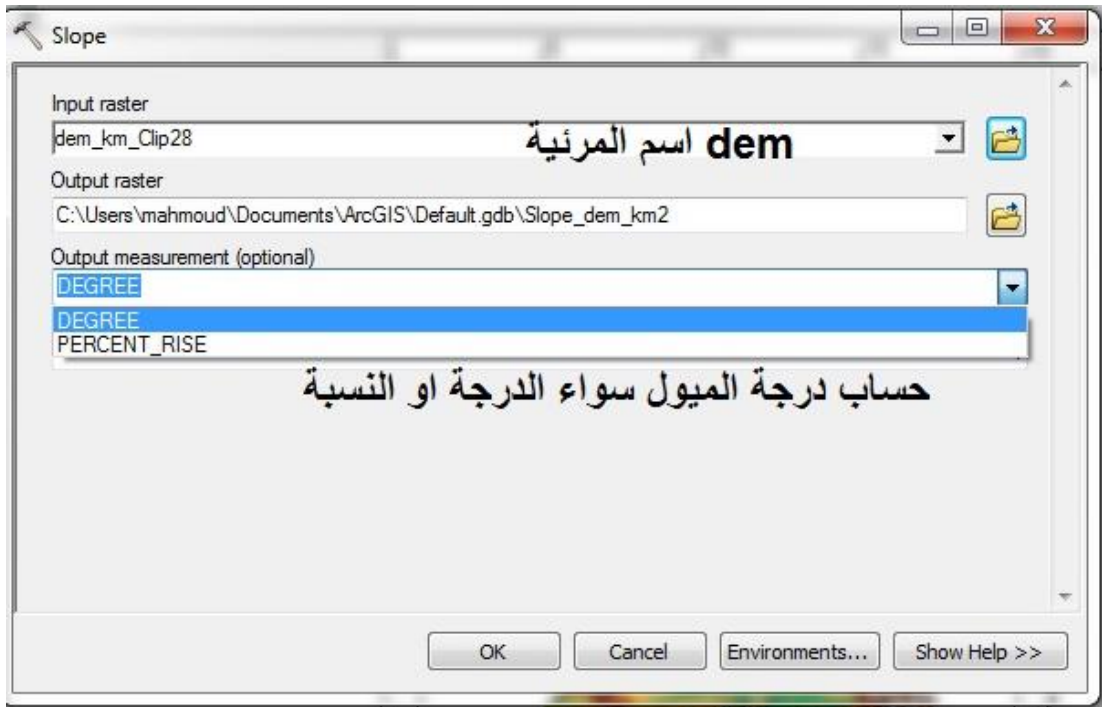 Slope
Input raster
dem_km_Clip28
اسم المرئية dem
Output raster
C:\Users\mahmoud\Documents\ArcGIS\Default.gdb\Slope_dem_km2
Output measurement (optional)
DEGREE
DEGREE
PERCENT_RISE
حساب درجة الميول سواء الدرجة او النسبة
OK Cancel Environments... Show Help >>